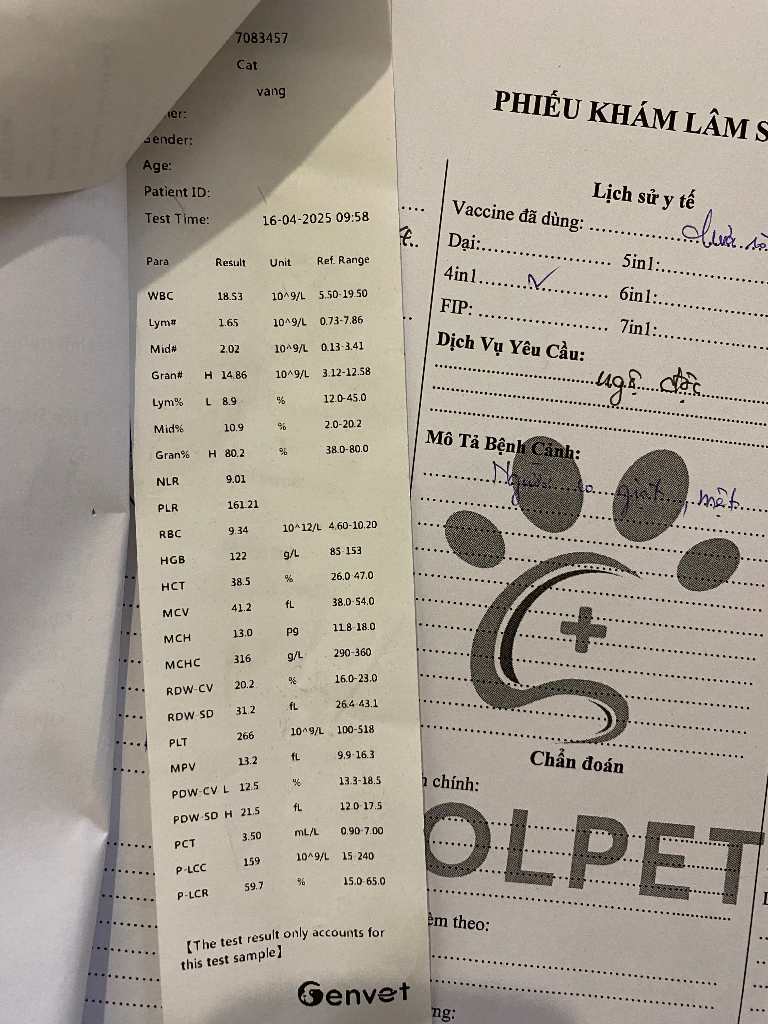 7083457
Cat
vang
ner:
Gender:
Age:
Patient ID:
Test Time: 16-04-2025 09:58
Para Result Unit Ref. Range
WBC 18.53 10^9/L 5.50-19.50
Lym# 1.65 10^9/L 0.73-7.86
Mid# 2.02 10^9/L 0.13-3.41
Gran# H 14.86 10^9/L 3.12-12.58
Lym% L 8.9 % 12.0-45.0
Mid% 10.9 % 2.0-20.2
Gran% H 80.2 % 38.0-80.0
NLR 9.01
PLR 161.21
RBC 9.34 10^12/L 4.60-10.20
HGB 122 g/L 85-153
HCT 38.5 % 26.0-47.0
MCV 41.2 fL 38.0-54.0
MCH 13.0 pg 11.8-18.0
MCHC 316 g/L 290-360
RDW-CV 20.2 % 16.0-23.0
RDW-SD 31.2 fL 26.4-43.1
PLT 266 10^9/L 100-518
MPV 13.2 fL 9.9-16.3
PDW-CV L 12.5 % 13.3-18.5
PDW-SD H 21.5 fL 12.0-17.5
PCT 3.50 mL/L 0.90-7.00
P-LCC 159 10^9/L 15-240
P-LCR 59.7 % 15.0-65.0
【The test result only accounts for
this test sample】
Genvet
PHIẾU KHÁM LÂM S
Lịch sử y tế
Vaccine đã dùng: chưa
Dại: 5in1:
4in1 ✓ 6in1:
FIP: 7in1:
Dịch Vụ Yêu Cầu:
ngộ độc
Mô Tả Bệnh Cảnh:
co giật, mệt
Chẩn đoán
chính:
OLPET
èm theo:
ng: